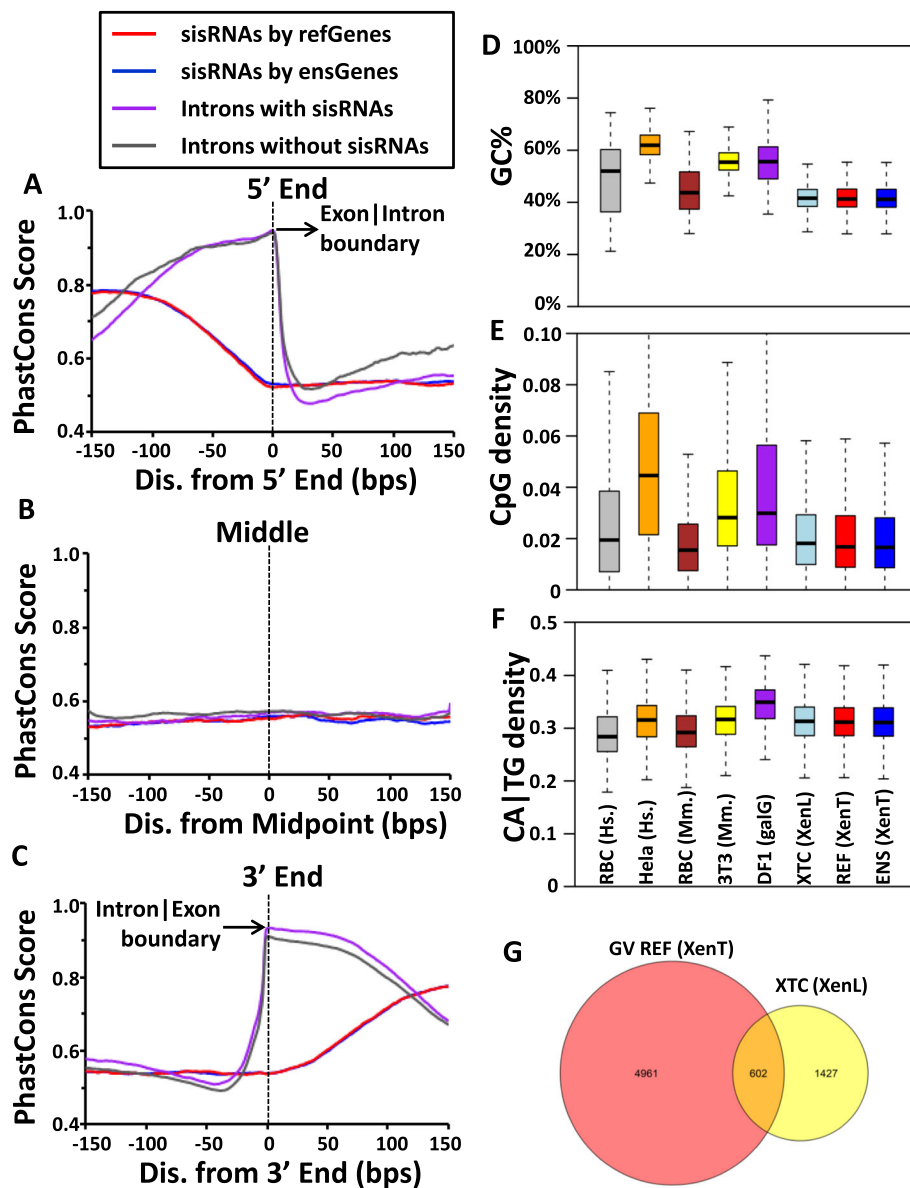 sisRNAs by refGenes
sisRNAs by ensGenes
Introns with sisRNAs
Introns without sisRNAs
A
5' End
Exon|Intron
boundary
PhastCons Score
1.0
0.8
0.6
0.4
-150 -100 -50 0 50 100 150
Dis. from 5' End (bps)
B
Middle
PhastCons Score
1.0
0.8
0.6
0.4
-150 -100 -50 0 50 100 150
Dis. from Midpoint (bps)
C
3' End
Intron|Exon
boundary
PhastCons Score
1.0
0.8
0.6
0.4
-150 -100 -50 0 50 100 150
Dis. from 3' End (bps)
D
GC%
100%
80%
60%
40%
20%
0%
E
CpG density
0.10
0.08
0.06
0.04
0.02
0
F
CA|TG density
0.5
0.4
0.3
0.2
0.1
0
RBC (Hs.)
Hela (Hs.)
RBC (Mm.)
3T3 (Mm.)
DF1 (galG)
XTC (XenL)
REF (XenT)
ENS (XenT)
G
GV REF (XenT)
XTC (XenL)
4961
602
1427